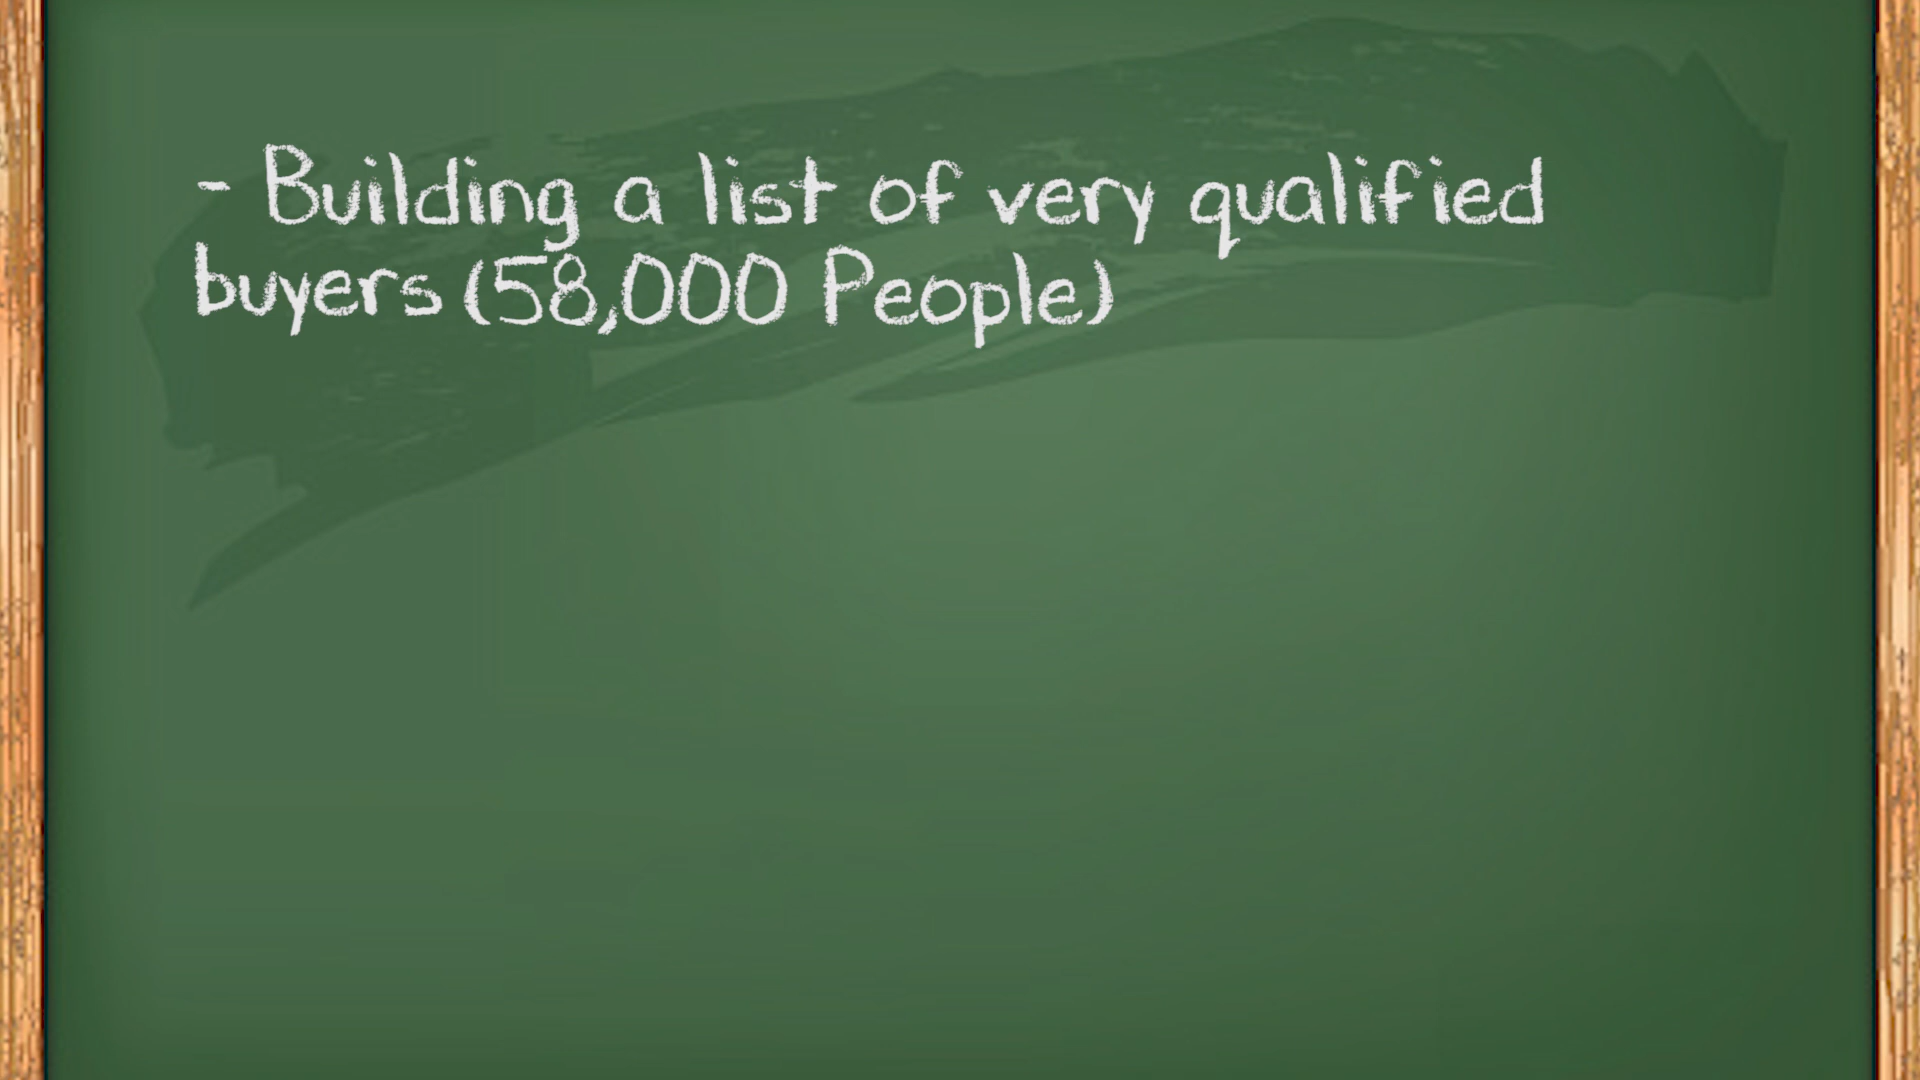 - Building a list of very qualified
buyers (58,000 People)